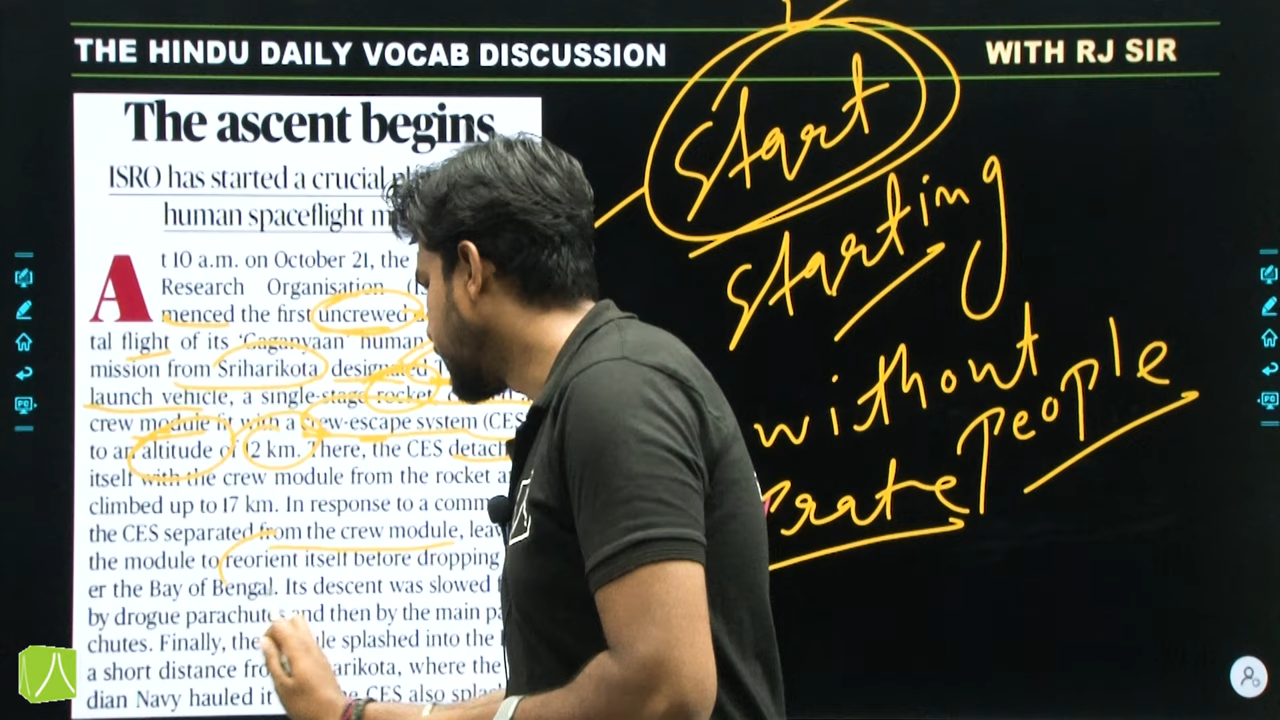 THE HINDU DAILY VOCAB DISCUSSION
WITH RJ SIR
The ascent begins
ISRO has started a crucial
human spaceflight
At 10 a.m. on October 21, the
Research Organisation
menced the first uncrewed
tal flight of its ‘Gaganyaan’ human
mission from Sriharikota designated
launch vehicle, a single-stage rocket
crew module fit with a crew-escape system (CES
to an altitude of 12 km. There, the CES detach
itself with the crew module from the rocket
climbed up to 17 km. In response to a comm
the CES separated from the crew module, leav
the module to reorient itself before dropping
er the Bay of Bengal. Its descent was slowed
by drogue parachutes and then by the main pa
chutes. Finally, the splashed into the
a short distance the
dian Navy hauled it CES also splas
Start
Starting
without
People